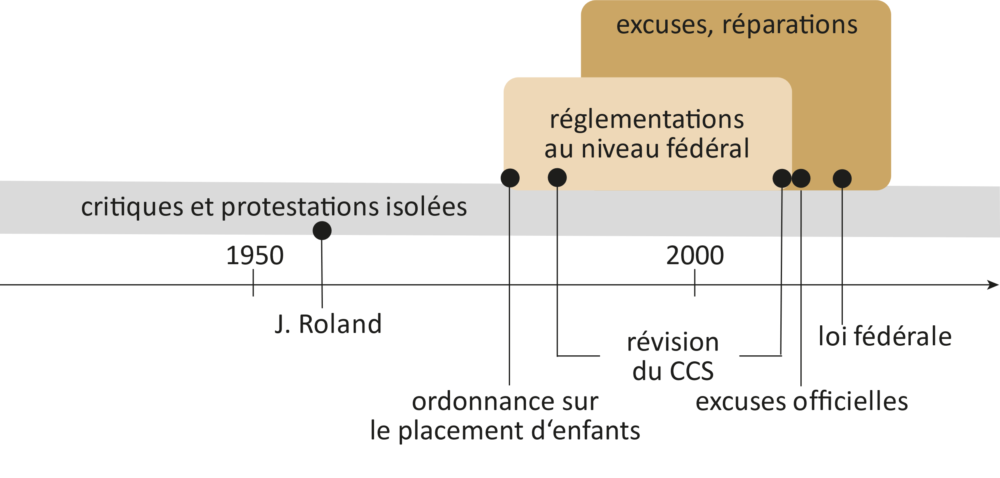 excuses, réparations
réglementations
au niveau fédéral
critiques et protestations isolées
1950
2000
J. Roland
révision
du CCS
loi fédérale
ordonnance sur
le placement d‘enfants
excuses officielles